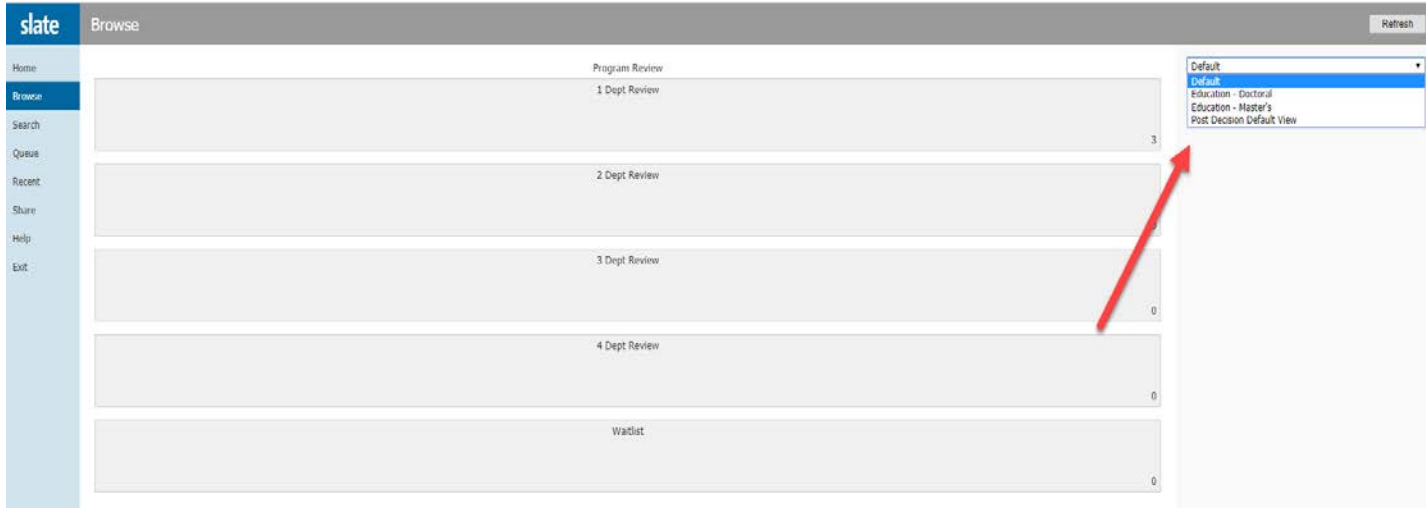 slate
Browse
Refresh
Home
Browse
Search
Queue
Recent
Share
Help
Exit
Program Review
1 Dept Review
3
2 Dept Review
3 Dept Review
0
4 Dept Review
0
Waitlist
0
Default
Default
Education - Doctoral
Education - Master's
Post Decision Default View